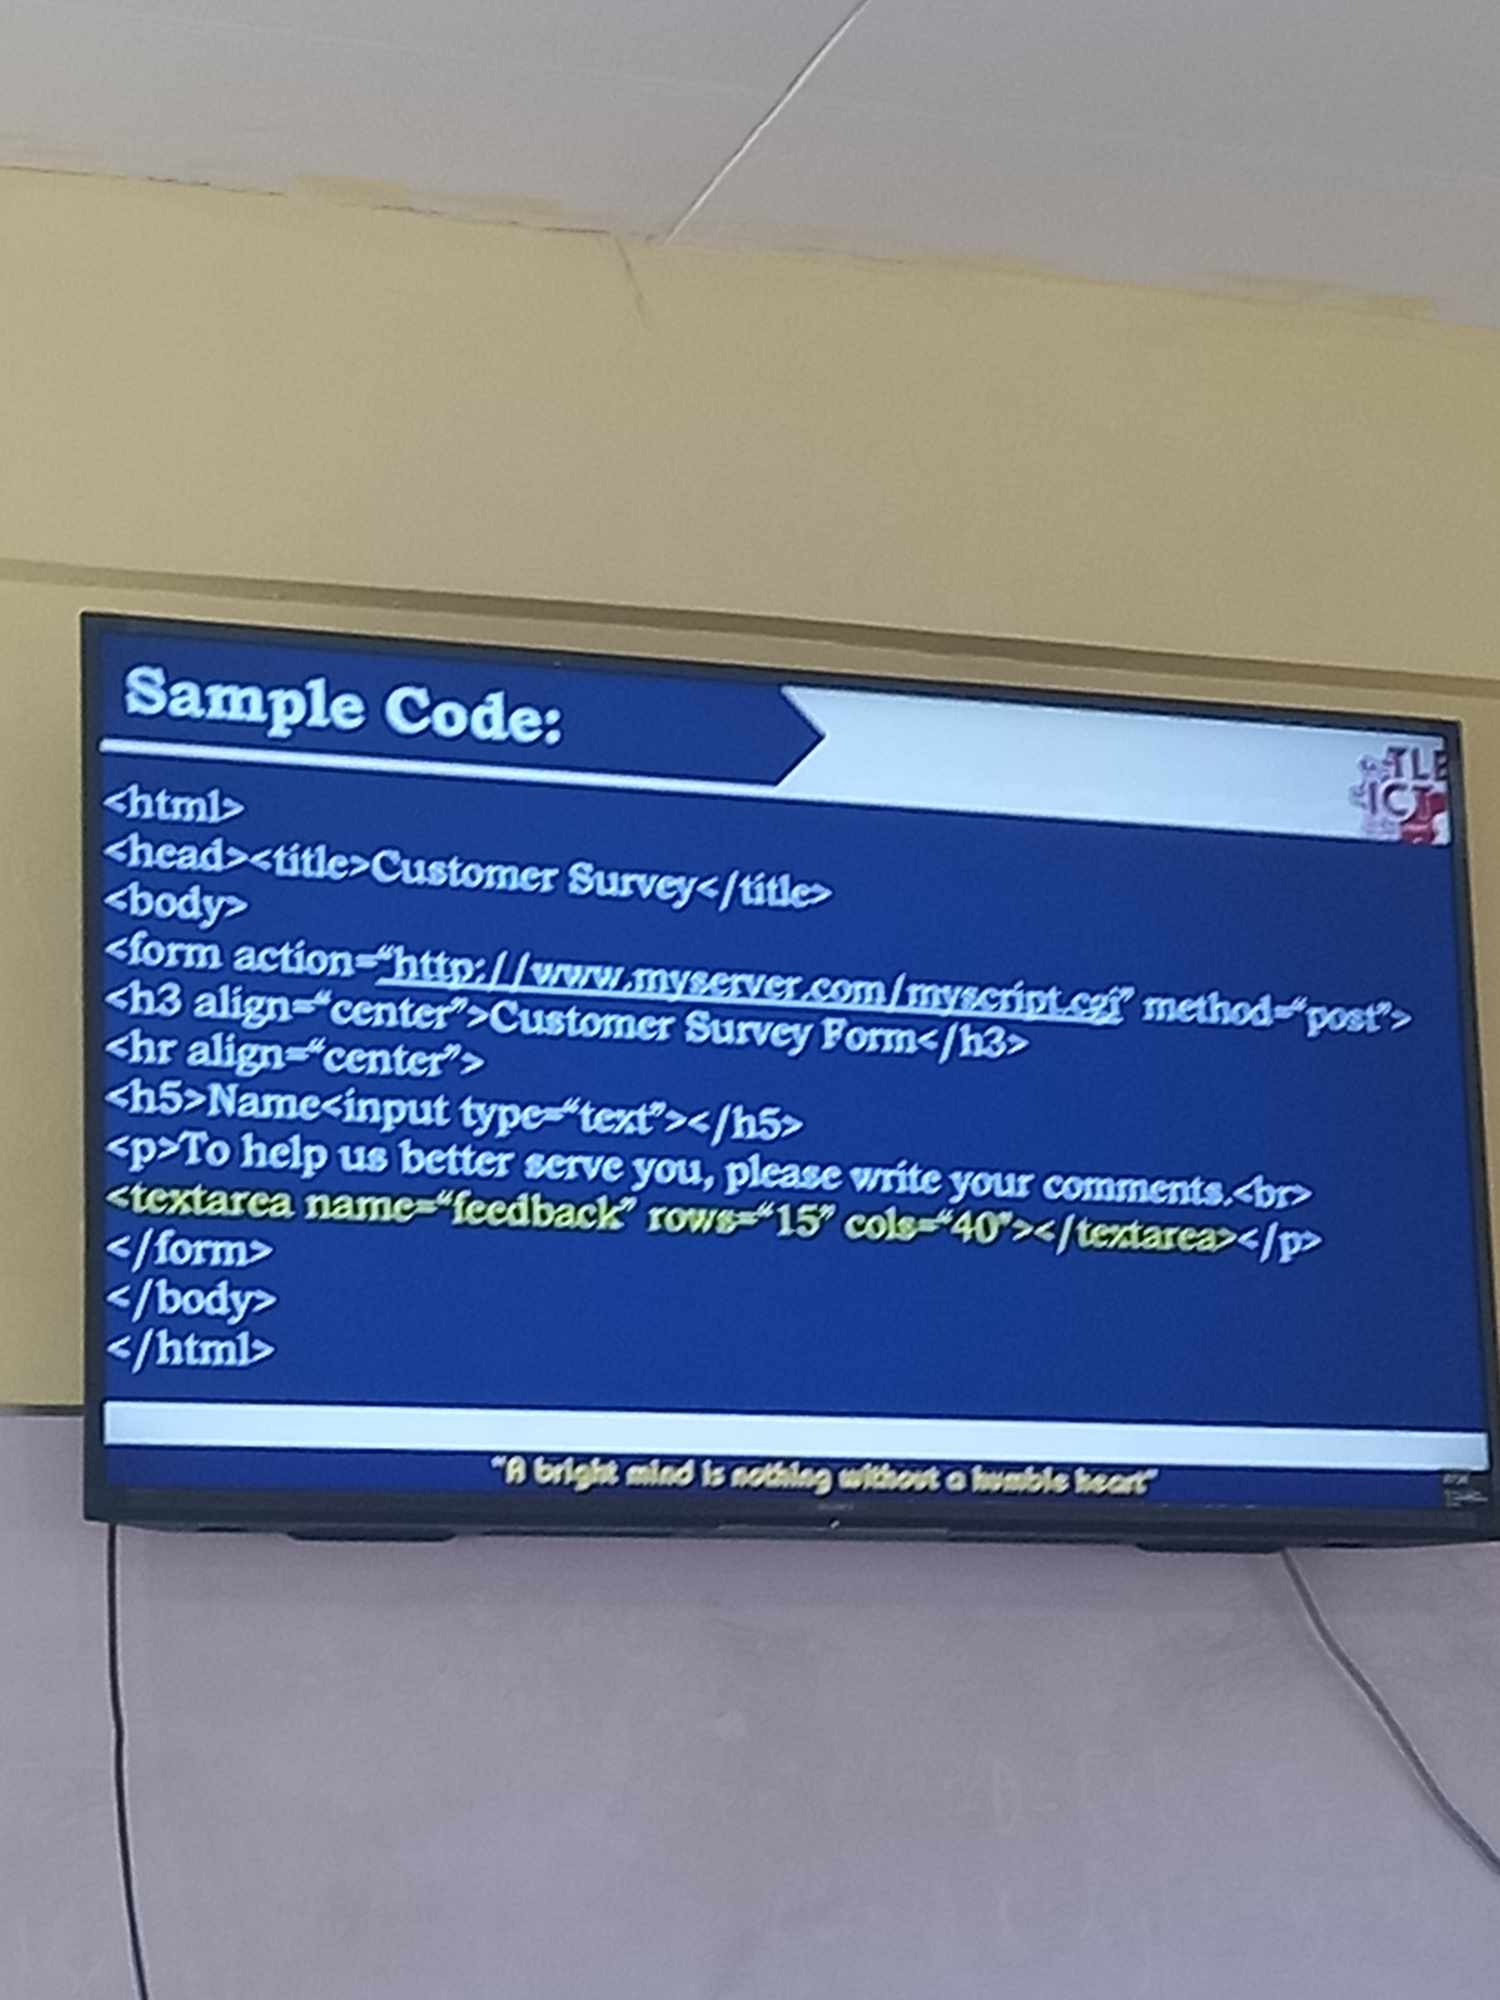 Sample Code:
TLE
ICT
<html>
<head><title>Customer Survey</title>
<body>
<form action=“http://www.myserver.com/myscript.cgi” method=“post”>
<h3 align=“center”>Customer Survey Form</h3>
<hr align=“center”>
<h5>Name<input type=“text”></h5>
<p>To help us better serve you, please write your comments.<br>
<textarea name=“feedback” rows=“15” cols=“40”></textarea></p>
</form>
</body>
</html>
“A bright mind is nothing without a humble heart”